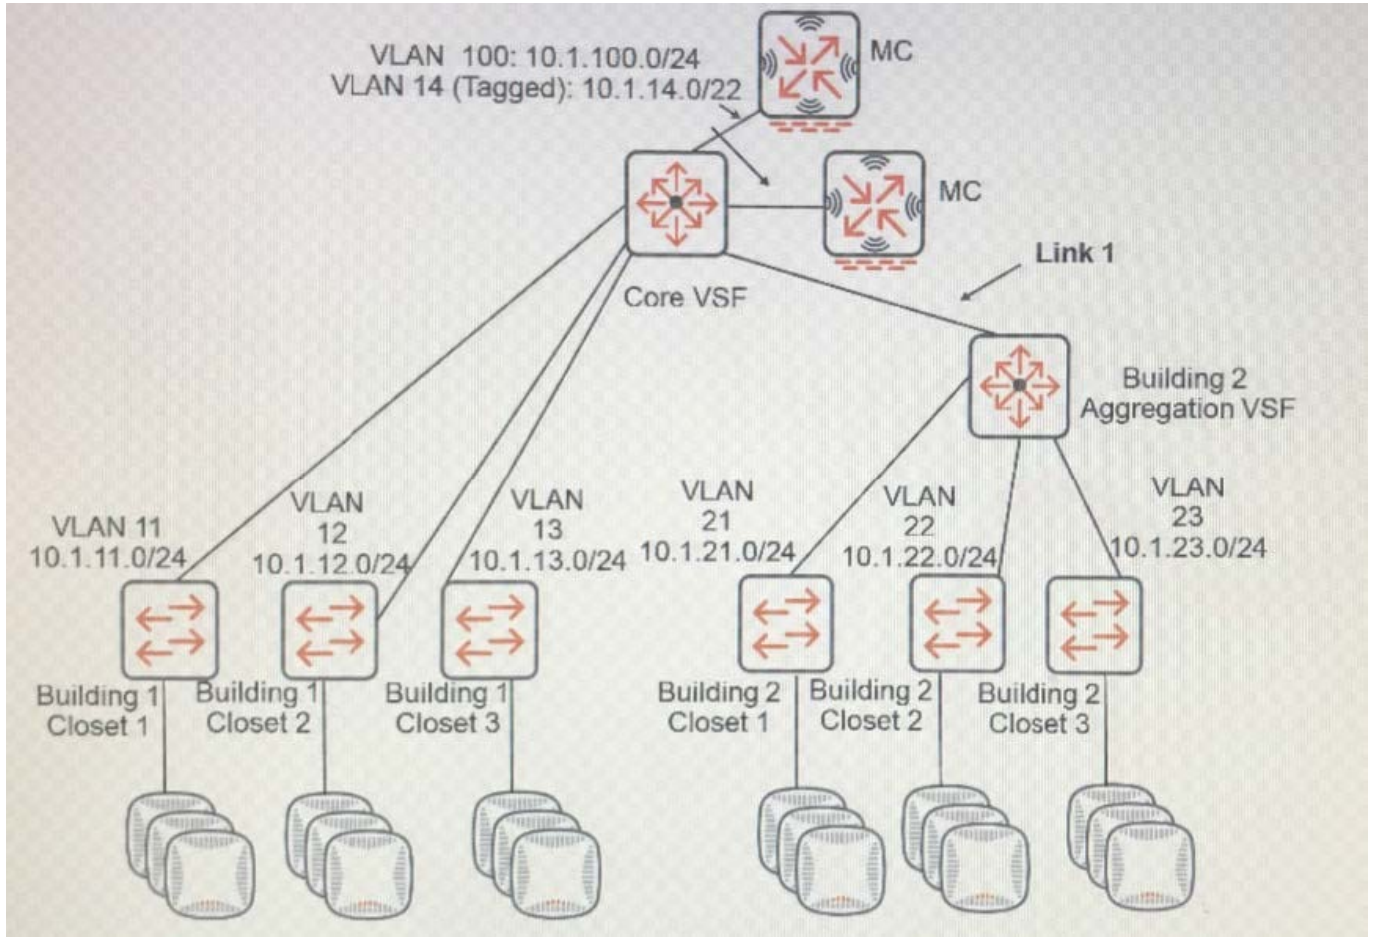 VLAN 100: 10.1.100.0/24
VLAN 14 (Tagged): 10.1.14.0/22
MC
MC
Link 1
Core VSF
Building 2
Aggregation VSF
VLAN 11
10.1.11.0/24
VLAN
12
10.1.12.0/24
VLAN
13
10.1.13.0/24
VLAN
21
10.1.21.0/24
VLAN
22
10.1.22.0/24
VLAN
23
10.1.23.0/24
Building 1
Closet 1
Building 1
Closet 2
Building 1
Closet 3
Building 2
Closet 1
Building 2
Closet 2
Building 2
Closet 3